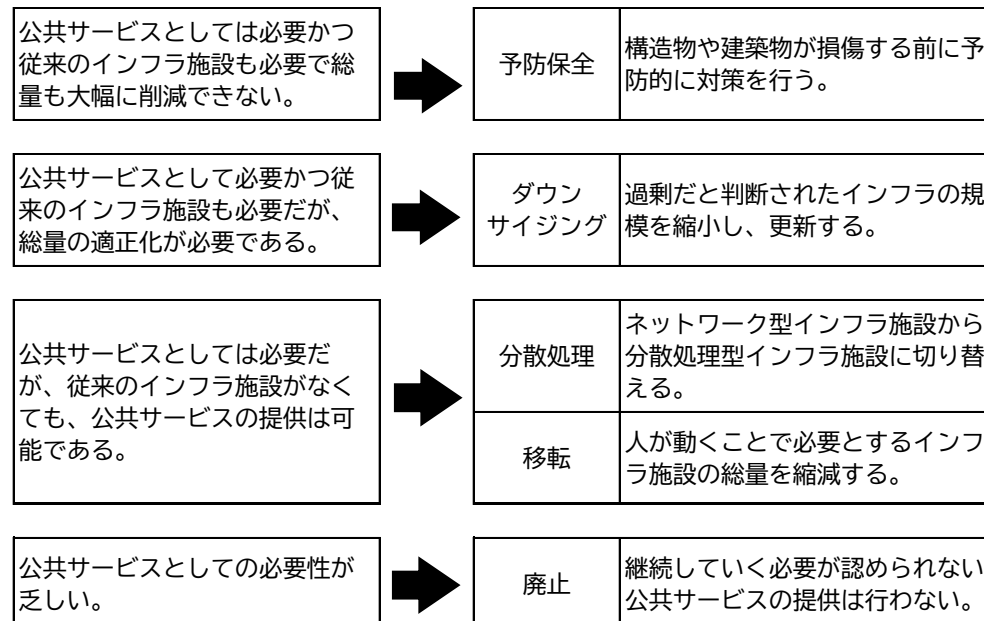 公共サービスとしては必要かつ
従来のインフラ施設も必要で総
量も大幅に削減できない。
予防保全
構造物や建築物が損傷する前に予
防的に対策を行う。
公共サービスとして必要かつ従
来のインフラ施設も必要だが、
総量の適正化が必要である。
ダウン
サイジング
過剰だと判断されたインフラの規
模を縮小し、更新する。
公共サービスとしては必要だ
が、従来のインフラ施設がなく
ても、公共サービスの提供は可
能である。
分散処理
ネットワーク型インフラ施設から
分散処理型インフラ施設に切り替
える。
移転
人が動くことで必要とするインフ
ラ施設の総量を縮減する。
公共サービスとしての必要性が
乏しい。
廃止
継続していく必要が認められない
公共サービスの提供は行わない。